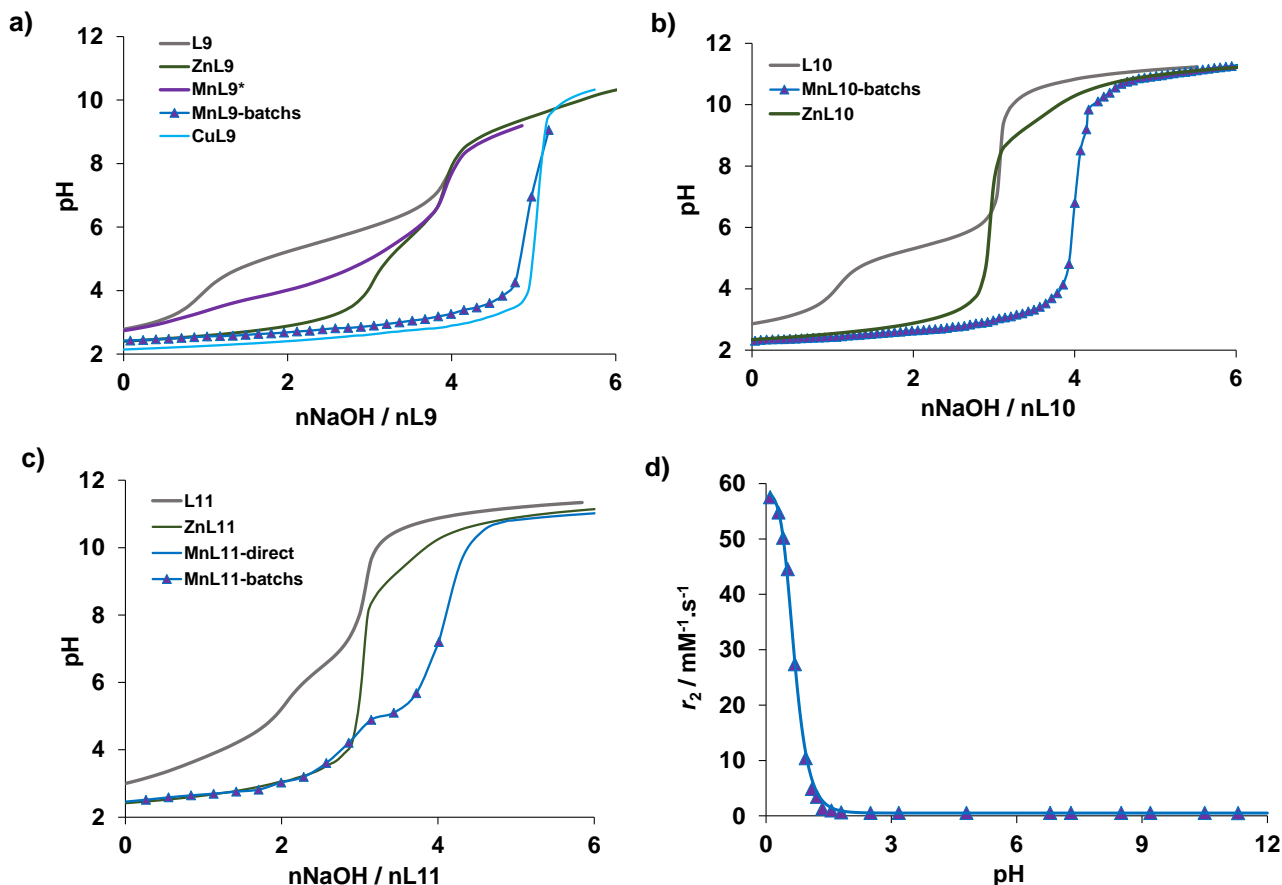 a)
12
10
8
6
4
2
pH
L9
ZnL9
MnL9*
MnL9-batchs
CuL9
0 2 4 6
nNaOH / nL9
b)
12
10
8
6
4
2
pH
L10
MnL10-batchs
ZnL10
0 2 4 6
nNaOH / nL10
c)
12
10
8
6
4
2
pH
L11
ZnL11
MnL11-direct
MnL11-batchs
0 2 4 6
nNaOH / nL11
d)
60
50
40
30
20
10
0
r₂ / mM⁻¹.s⁻¹
0 3 6 9 12
pH